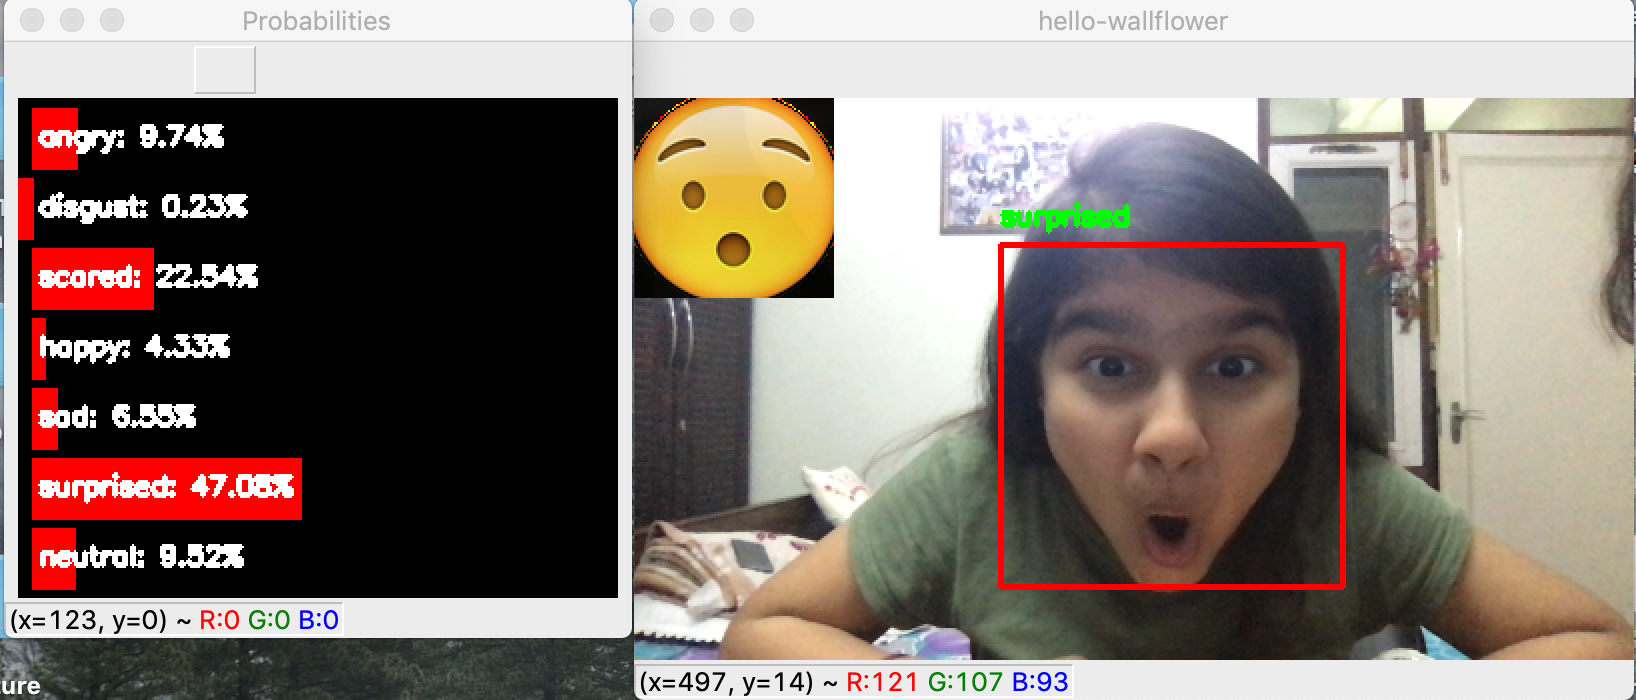 Probabilities
angry: 9.74%
disgust: 0.23%
scared: 22.54%
happy: 4.33%
sad: 6.55%
surprised: 47.08%
neutral: 9.52%
(x=123, y=0) ~ R:0 G:0 B:0
ure
hello-wallflower
surprised
(x=497, y=14) ~ R:121 G:107 B:93